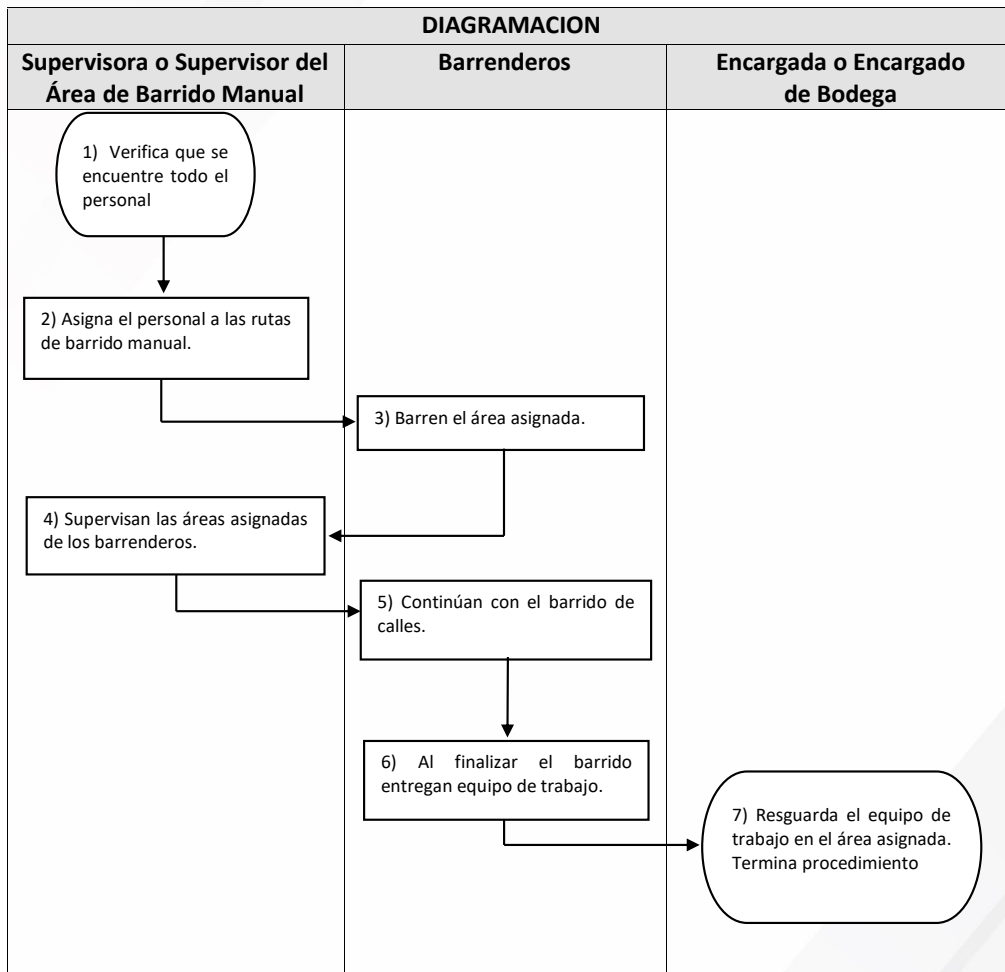 DIAGRAMACION
Supervisora o Supervisor del
Área de Barrido Manual
Barrenderos
Encargada o Encargado
de Bodega
1) Verifica que se
encuentre todo el
personal
2) Asigna el personal a las rutas
de barrido manual.
3) Barren el área asignada.
4) Supervisan las áreas asignadas
de los barrenderos.
5) Continúan con el barrido de
calles.
6) Al finalizar el barrido
entregan equipo de trabajo.
7) Resguarda el equipo de
trabajo en el área asignada.
Termina procedimiento